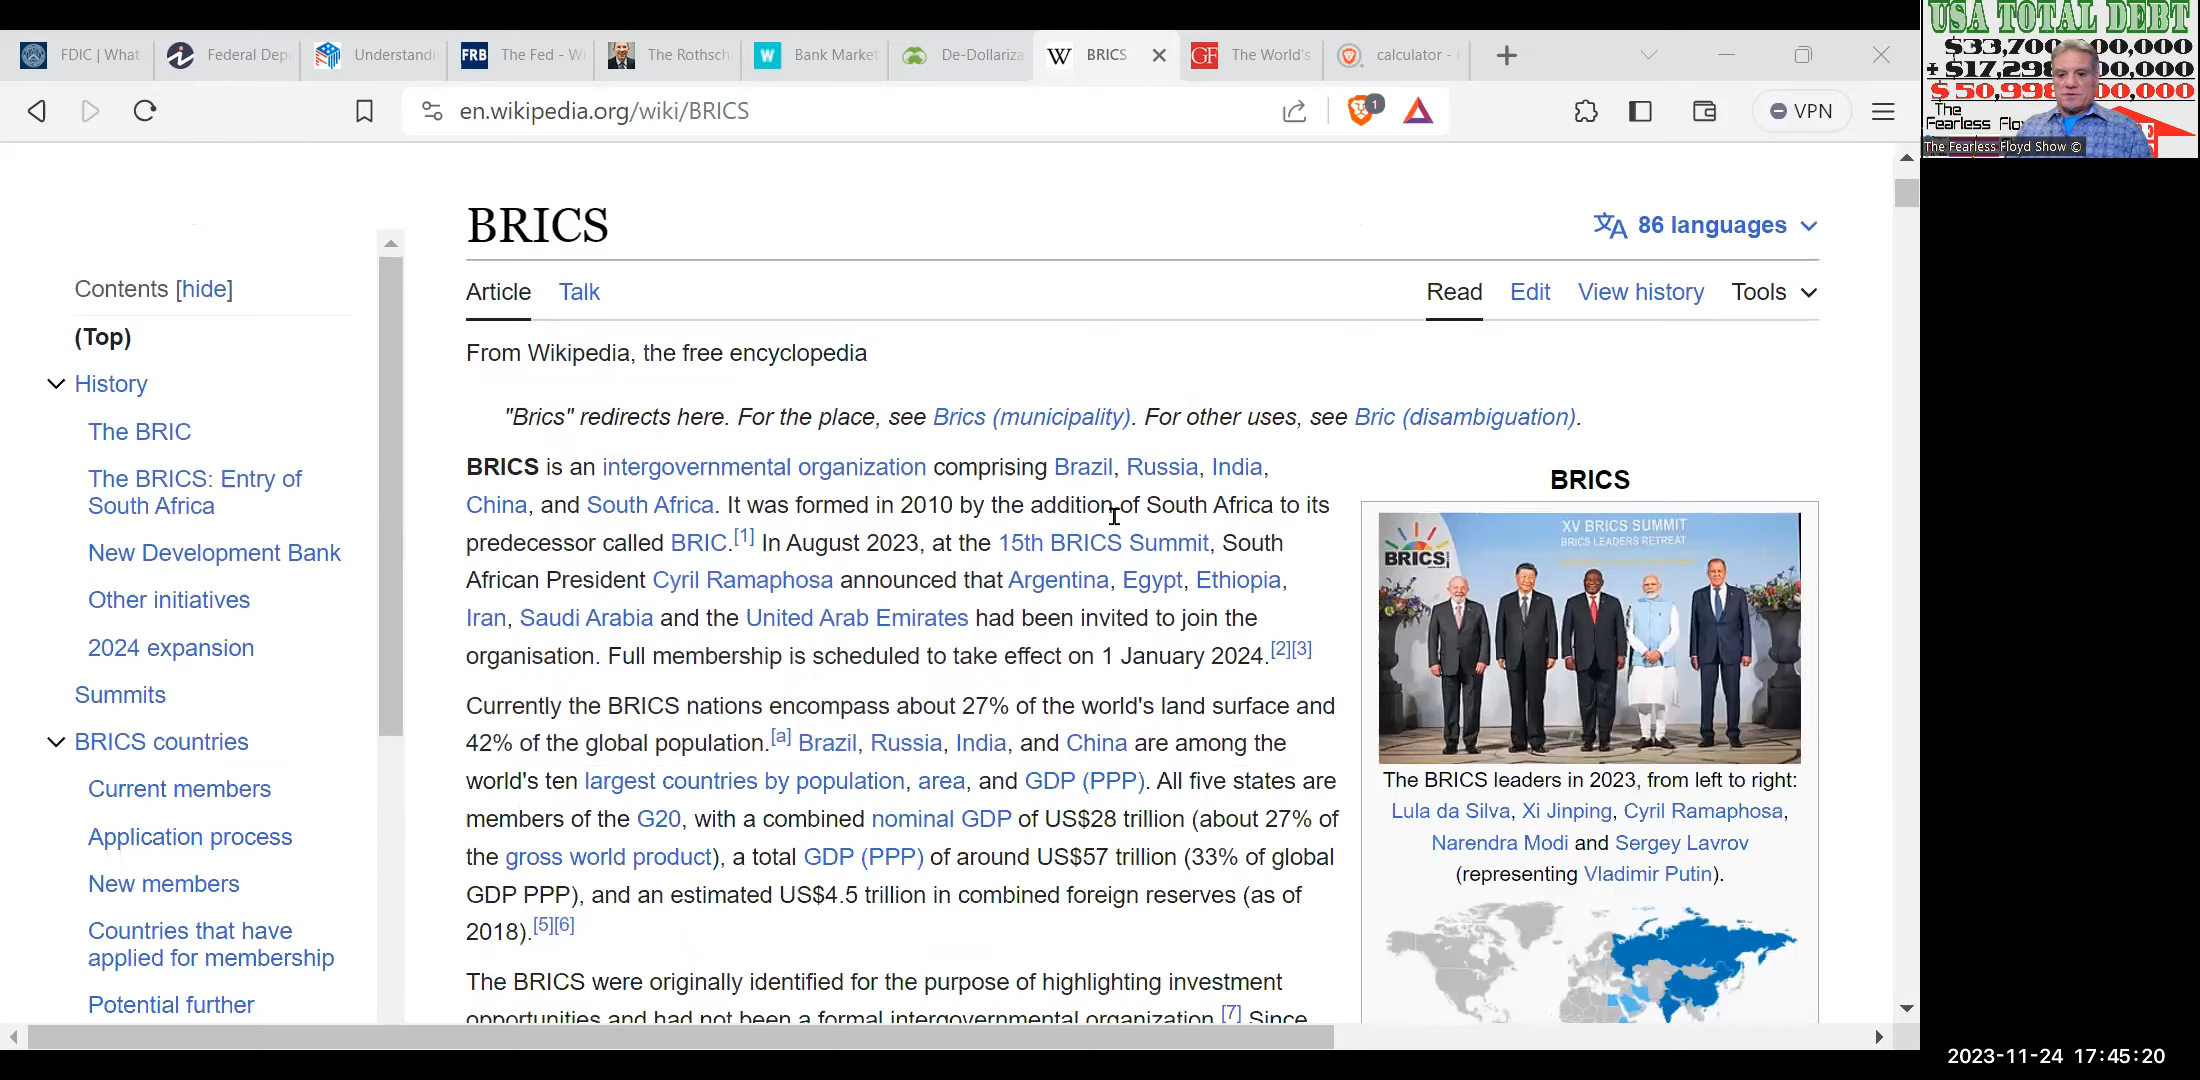 FDIC | What
Federal Dep
Understandi
FRB
The Fed - W
The Rothsch
W
Bank Market
De-Dollariza
W
BRICS
GF
The World's
calculator -
en.wikipedia.org/wiki/BRICS
1
VPN
USA TOTAL DEBT
The
Fearless Flo
The Fearless Floyd Show ©
BRICS
86 languages
Article
Talk
Read
Edit
View history
Tools
From Wikipedia, the free encyclopedia
Contents [hide]
(Top)
History
The BRIC
The BRICS: Entry of
South Africa
New Development Bank
Other initiatives
2024 expansion
Summits
BRICS countries
Current members
Application process
New members
Countries that have
applied for membership
Potential further
"Brics" redirects here. For the place, see Brics (municipality). For other uses, see Bric (disambiguation).
BRICS is an intergovernmental organization comprising Brazil, Russia, India,
China, and South Africa. It was formed in 2010 by the addition of South Africa to its
predecessor called BRIC.[1] In August 2023, at the 15th BRICS Summit, South
African President Cyril Ramaphosa announced that Argentina, Egypt, Ethiopia,
Iran, Saudi Arabia and the United Arab Emirates had been invited to join the
organisation. Full membership is scheduled to take effect on 1 January 2024.[2][3]
Currently the BRICS nations encompass about 27% of the world's land surface and
42% of the global population.[a] Brazil, Russia, India, and China are among the
world's ten largest countries by population, area, and GDP (PPP). All five states are
members of the G20, with a combined nominal GDP of US$28 trillion (about 27% of
the gross world product), a total GDP (PPP) of around US$57 trillion (33% of global
GDP PPP), and an estimated US$4.5 trillion in combined foreign reserves (as of
2018).[5][6]
The BRICS were originally identified for the purpose of highlighting investment
opportunities and had not been a formal intergovernmental organization.[7] Since
BRICS
XV BRICS SUMMIT
BRICS LEADERS RETREAT
BRICS
The BRICS leaders in 2023, from left to right:
Lula da Silva, Xi Jinping, Cyril Ramaphosa,
Narendra Modi and Sergey Lavrov
(representing Vladimir Putin).
2023-11-24 17:45:20